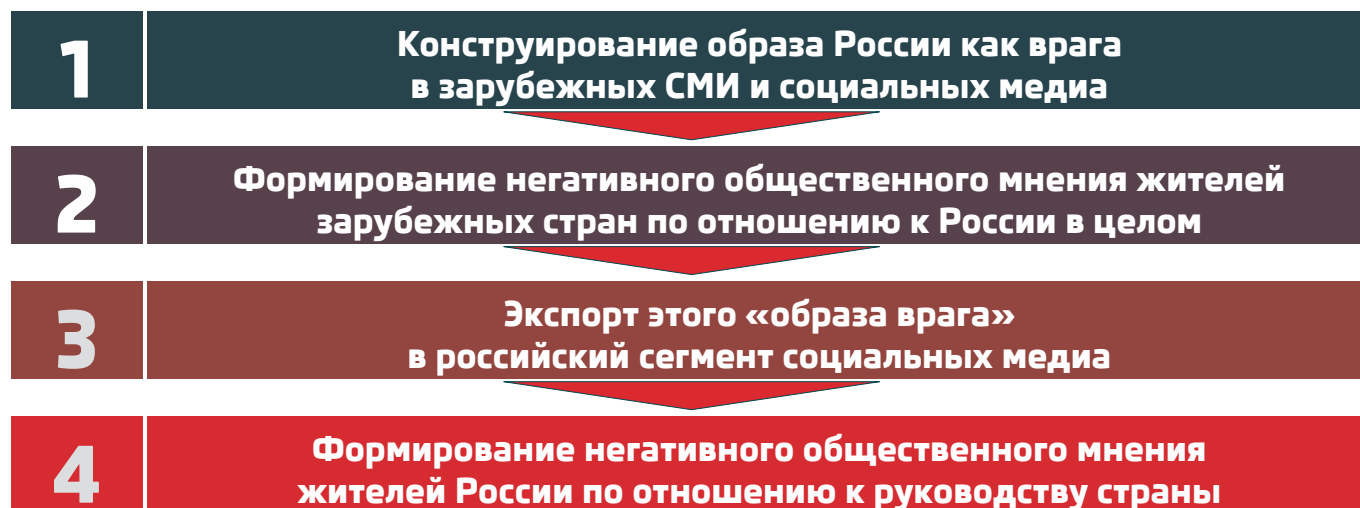 1
Конструирование образа России как врага
в зарубежных СМИ и социальных медиа
2
Формирование негативного общественного мнения жителей
зарубежных стран по отношению к России в целом
3
Экспорт этого «образа врага»
в российский сегмент социальных медиа
4
Формирование негативного общественного мнения
жителей России по отношению к руководству страны